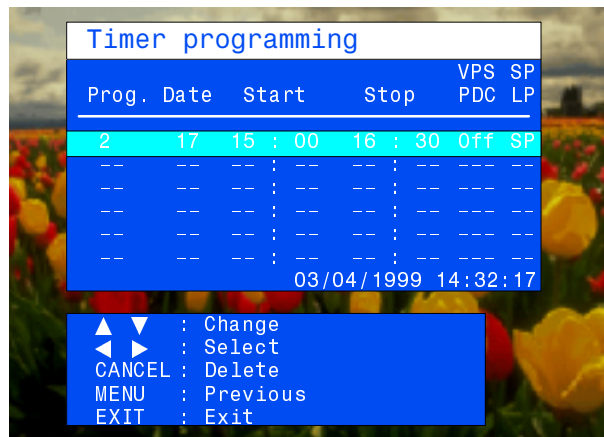 Timer programming
VPS SP
Prog. Date Start Stop PDC LP
2 17 15 : 00 16 : 30 Off SP
-- -- -- : -- -- : -- --- --
-- -- -- : -- -- : -- --- --
-- -- -- : -- -- : -- --- --
-- -- -- : -- -- : -- --- --
-- -- -- : -- -- : -- --- --
03/04/1999 14:32:17
▲ ▼ : Change
◀ ▶ : Select
CANCEL : Delete
MENU : Previous
EXIT : Exit